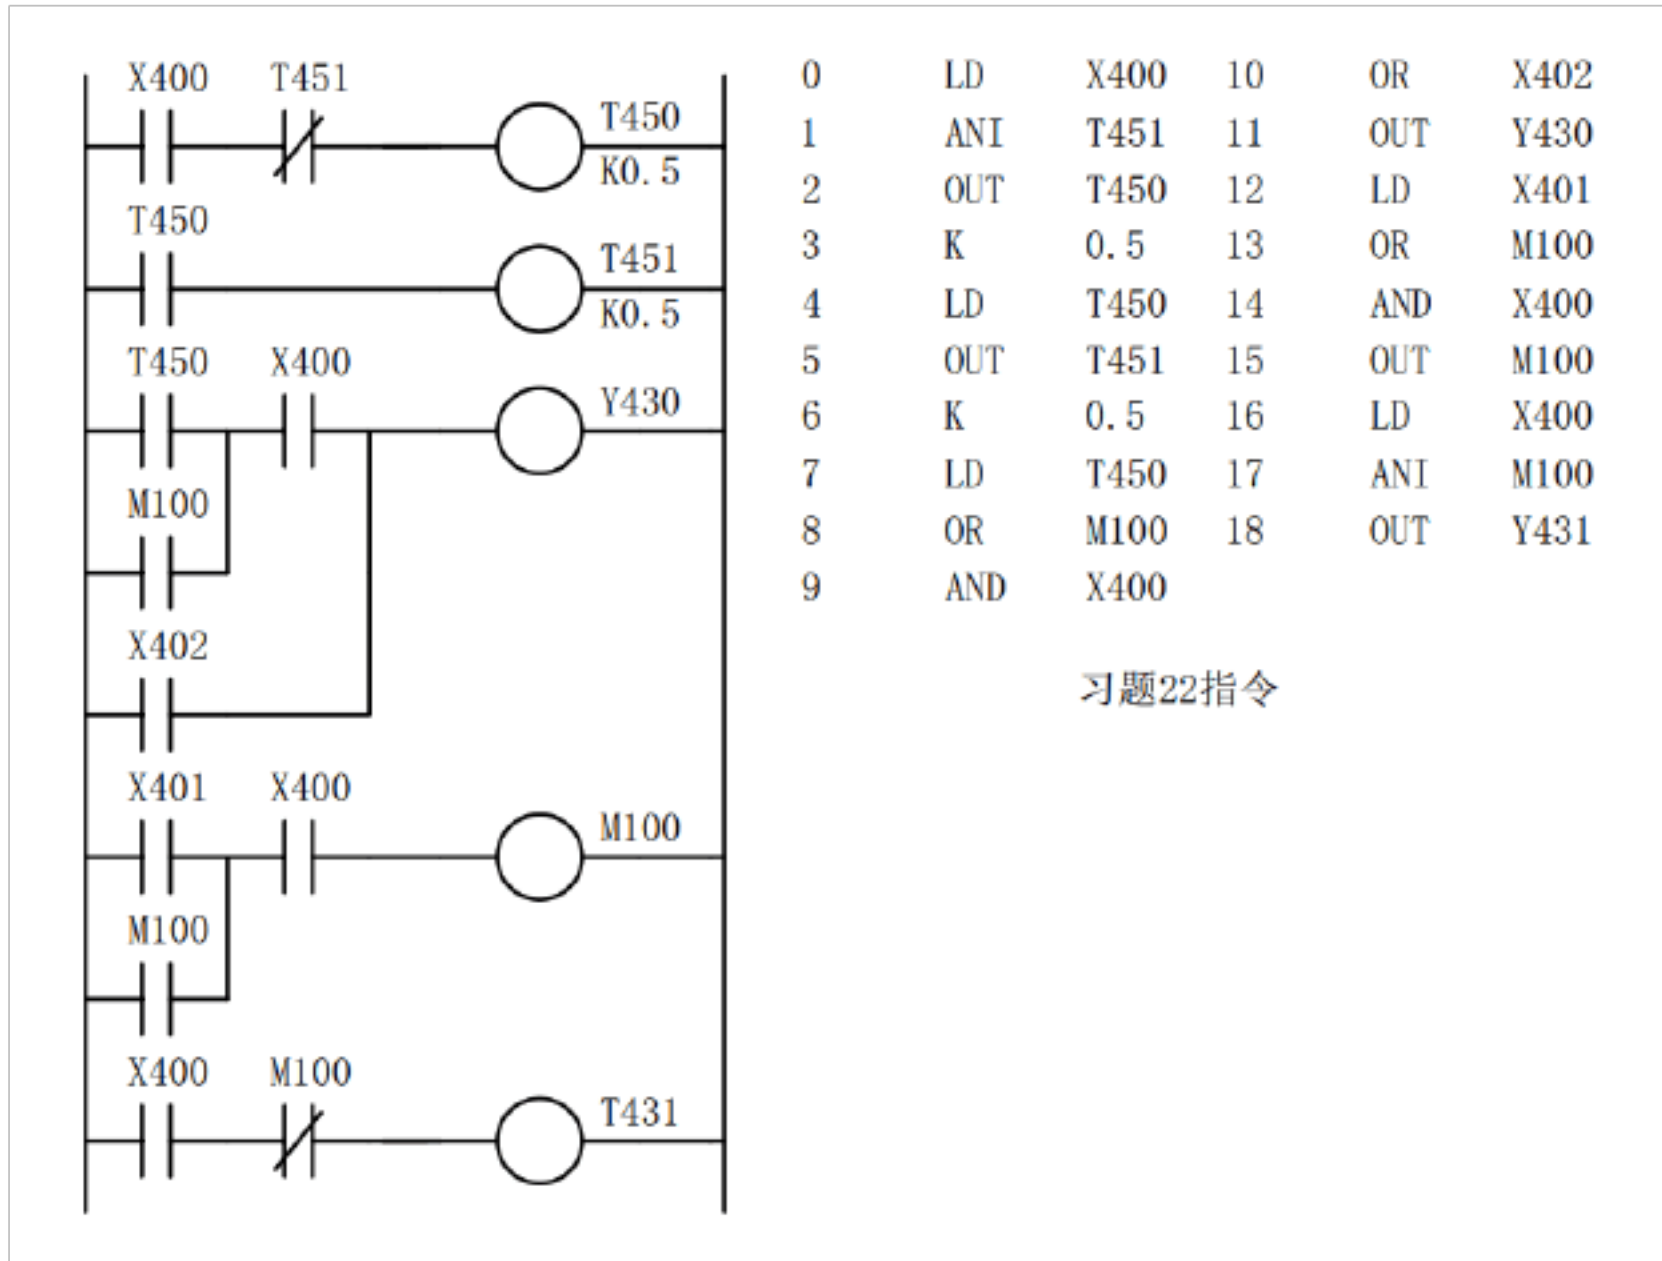 X400 T451
T450
K0.5
T450
T451
K0.5
T450 X400
Y430
M100
X402
X401 X400
M100
M100
X400 M100
T431
0 LD X400 10 OR X402
1 ANI T451 11 OUT Y430
2 OUT T450 12 LD X401
3 K 0.5 13 OR M100
4 LD T450 14 AND X400
5 OUT T451 15 OUT M100
6 K 0.5 16 LD X400
7 LD T450 17 ANI M100
8 OR M100 18 OUT Y431
9 AND X400
习题22指令